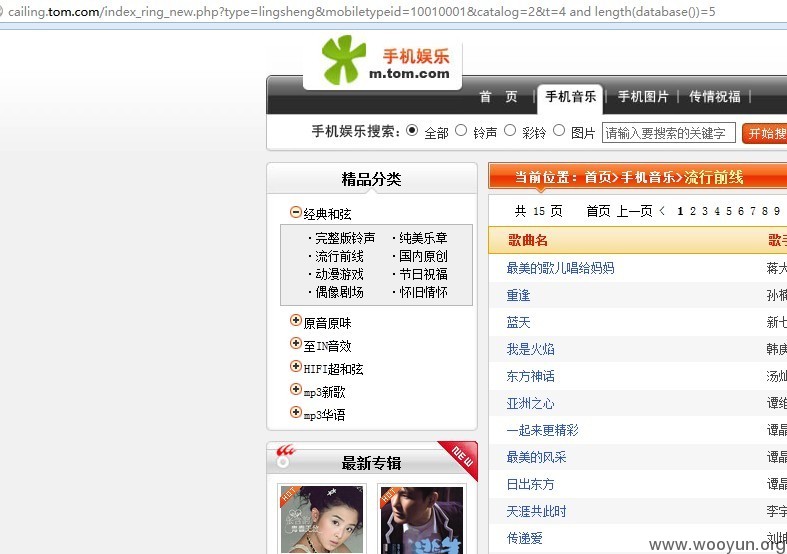 cailing.tom.com/index_ring_new.php?type=lingsheng&mobiletypeid=10010001&catalog=2&t=4 and length(database())=5
手机娱乐
m.tom.com
首 页 | 手机音乐 | 手机图片 | 传情祝福 |
手机娱乐搜索: 全部 铃声 彩铃 图片 请输入要搜索的关键字 开始搜
精品分类
经典和弦
·完整版铃声 ·纯美乐章
·流行前线 ·国内原创
·动漫游戏 ·节日祝福
·偶像剧场 ·怀旧情怀
原音原味
至IN音效
HIFI超和弦
mp3新歌
mp3华语
最新专辑
NEW
HOT
HOT
当前位置：首页>手机音乐>流行前线
共 15 页 首页 上一页 < 1 2 3 4 5 6 7 8 9
歌曲名 歌手
最美的歌儿唱给妈妈 蒋大
重逢 孙楠
蓝天 新七
我是火焰 韩庚
东方神话 汤灿
亚洲之心 谭维
一起来更精彩 谭晶
最美的风采 谭晶
日出东方 谭晶
天涯共此时 李宇
传递爱 刘
www.wooyun.org